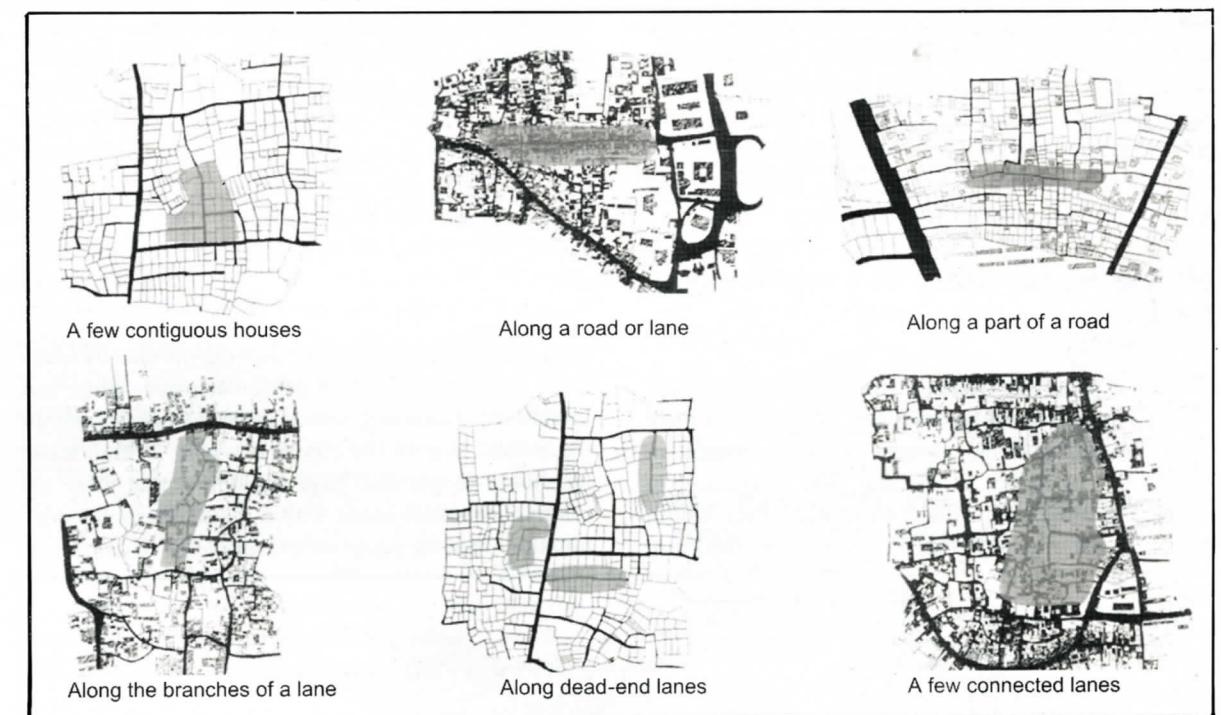 A few contiguous houses
Along a road or lane
Along a part of a road
Along the branches of a lane
Along dead-end lanes
A few connected lanes